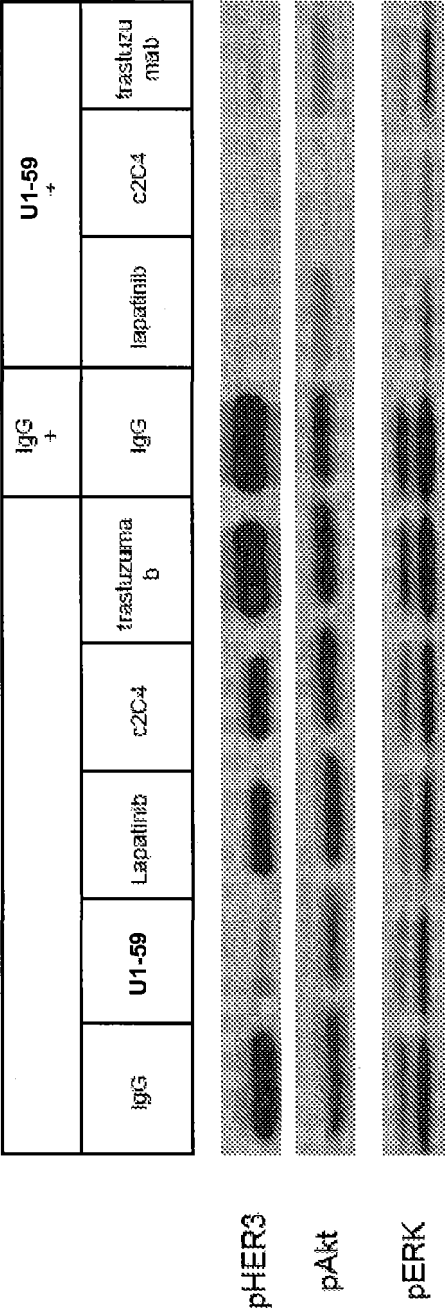 IgG
+
U1-59
+
IgG
U1-59
Lapatinib
c2C4
trastuzuma
b
IgG
lapatinib
c2C4
trastuzu
mab
pHER3
pAkt
pERK